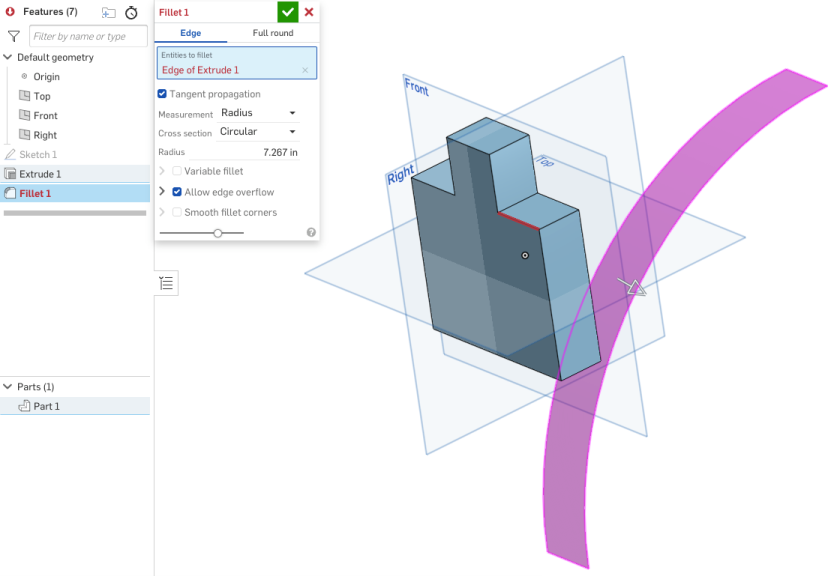 Features (7)
Filter by name or type
Default geometry
Origin
Top
Front
Right
Sketch 1
Extrude 1
Fillet 1
Parts (1)
Part 1
Fillet 1
Edge
Full round
Entities to fillet
Edge of Extrude 1
×
Tangent propagation
Measurement Radius
Cross section Circular
Radius 7.267 in
Variable fillet
Allow edge overflow
Smooth fillet corners
?
Front
Top
Right